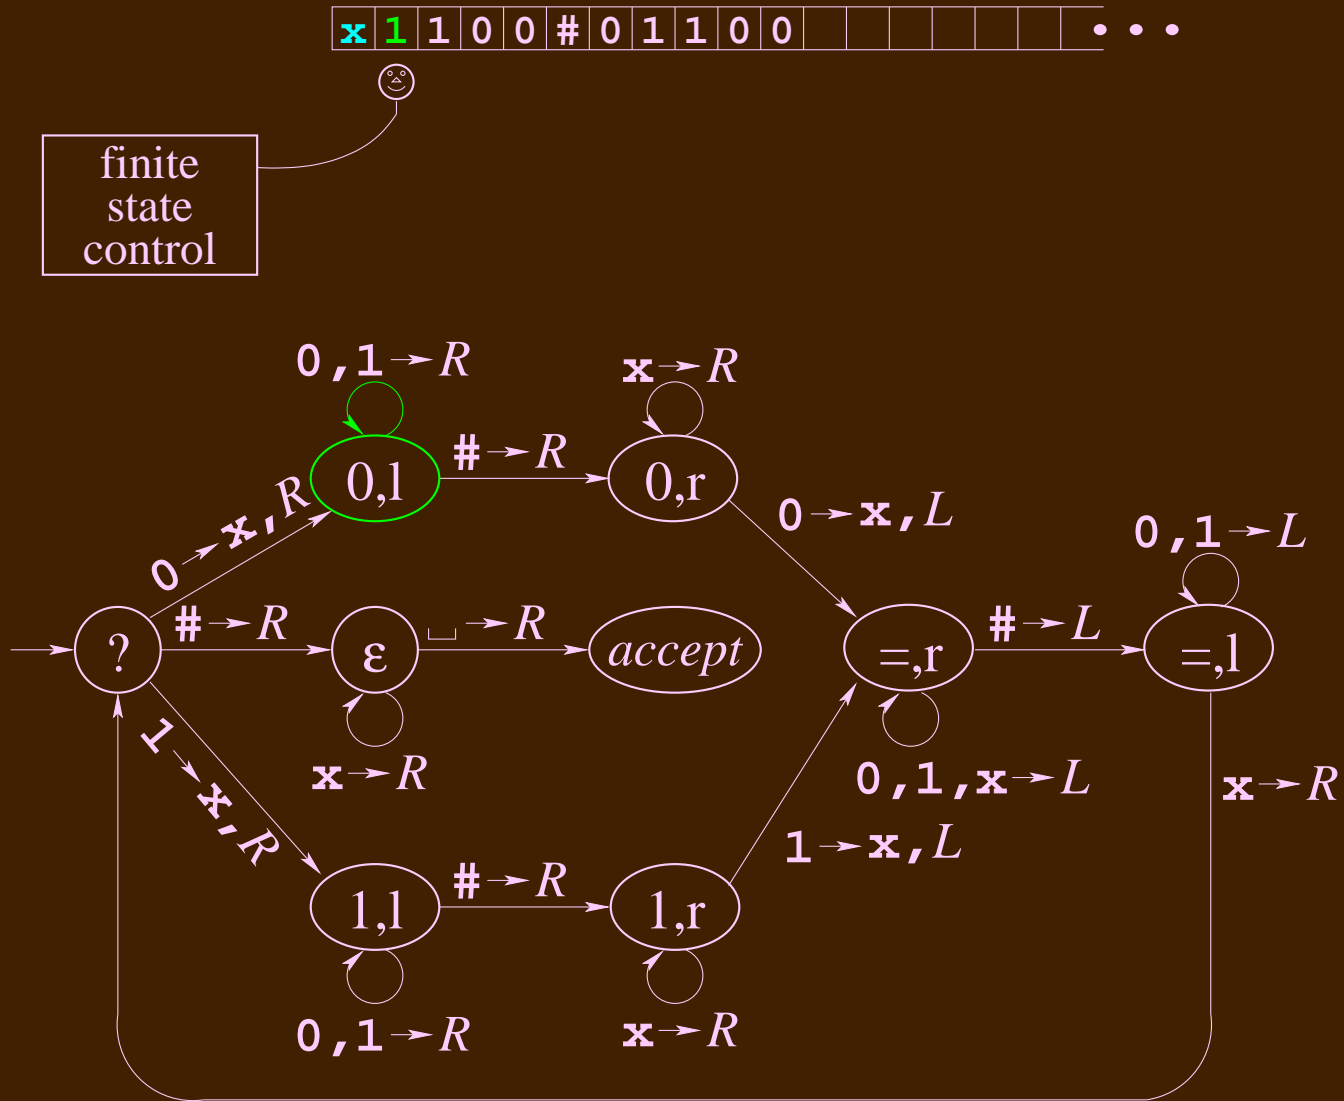 x 1 1 0 0 # 0 1 1 0 0 • • •
finite
state
control
0,1→R
x→R
0,l
#→R
0,r
0→x,R
0→x,L
0,1→L
?
#→R
ε
␣→R
accept
=,r
#→L
=,l
x→R
0,1,x→L
x→R
1→x,R
1→x,L
1,l
#→R
1,r
0,1→R
x→R